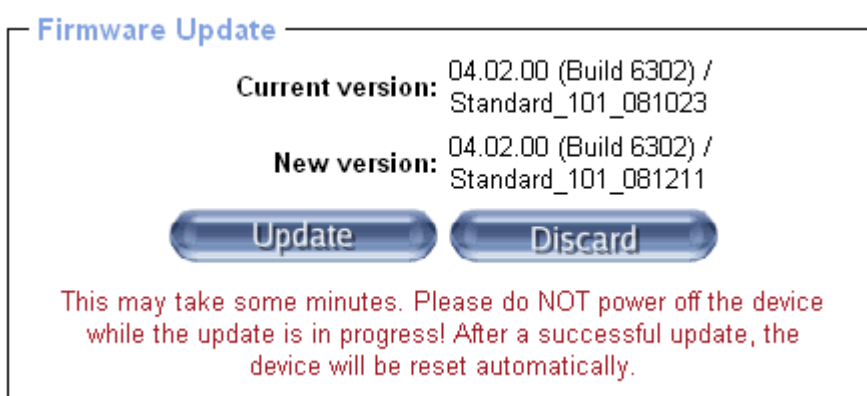 Firmware Update
Current version: 04.02.00 (Build 6302) /
Standard_101_081023
New version: 04.02.00 (Build 6302) /
Standard_101_081211
Update Discard
This may take some minutes. Please do NOT power off the device
while the update is in progress! After a successful update, the
device will be reset automatically.